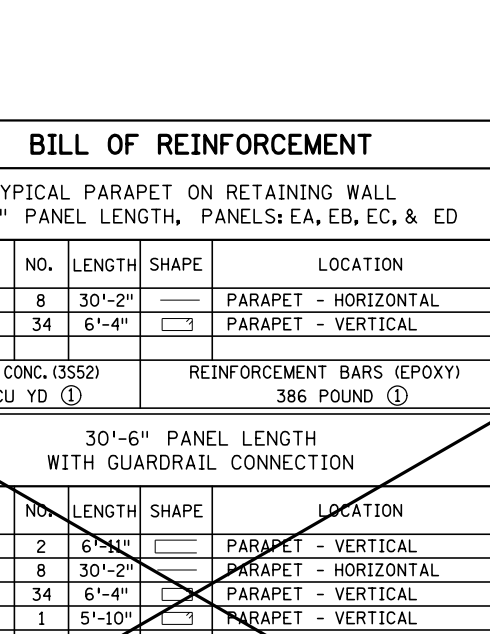 BILL OF REINFORCEMENT
YPICAL PARAPET ON RETAINING WALL
" PANEL LENGTH, PANELS: EA, EB, EC, & ED
NO. LENGTH SHAPE LOCATION
8 30'-2" PARAPET - HORIZONTAL
34 6'-4" PARAPET - VERTICAL
CONC. (3S52) REINFORCEMENT BARS (EPOXY)
CU YD 1 386 POUND 1
30'-6" PANEL LENGTH
WITH GUARDRAIL CONNECTION
NO. LENGTH SHAPE LOCATION
2 6'-11" PARAPET - VERTICAL
8 30'-2" PARAPET - HORIZONTAL
34 6'-4" PARAPET - VERTICAL
1 5'-10" PARAPET - VERTICAL